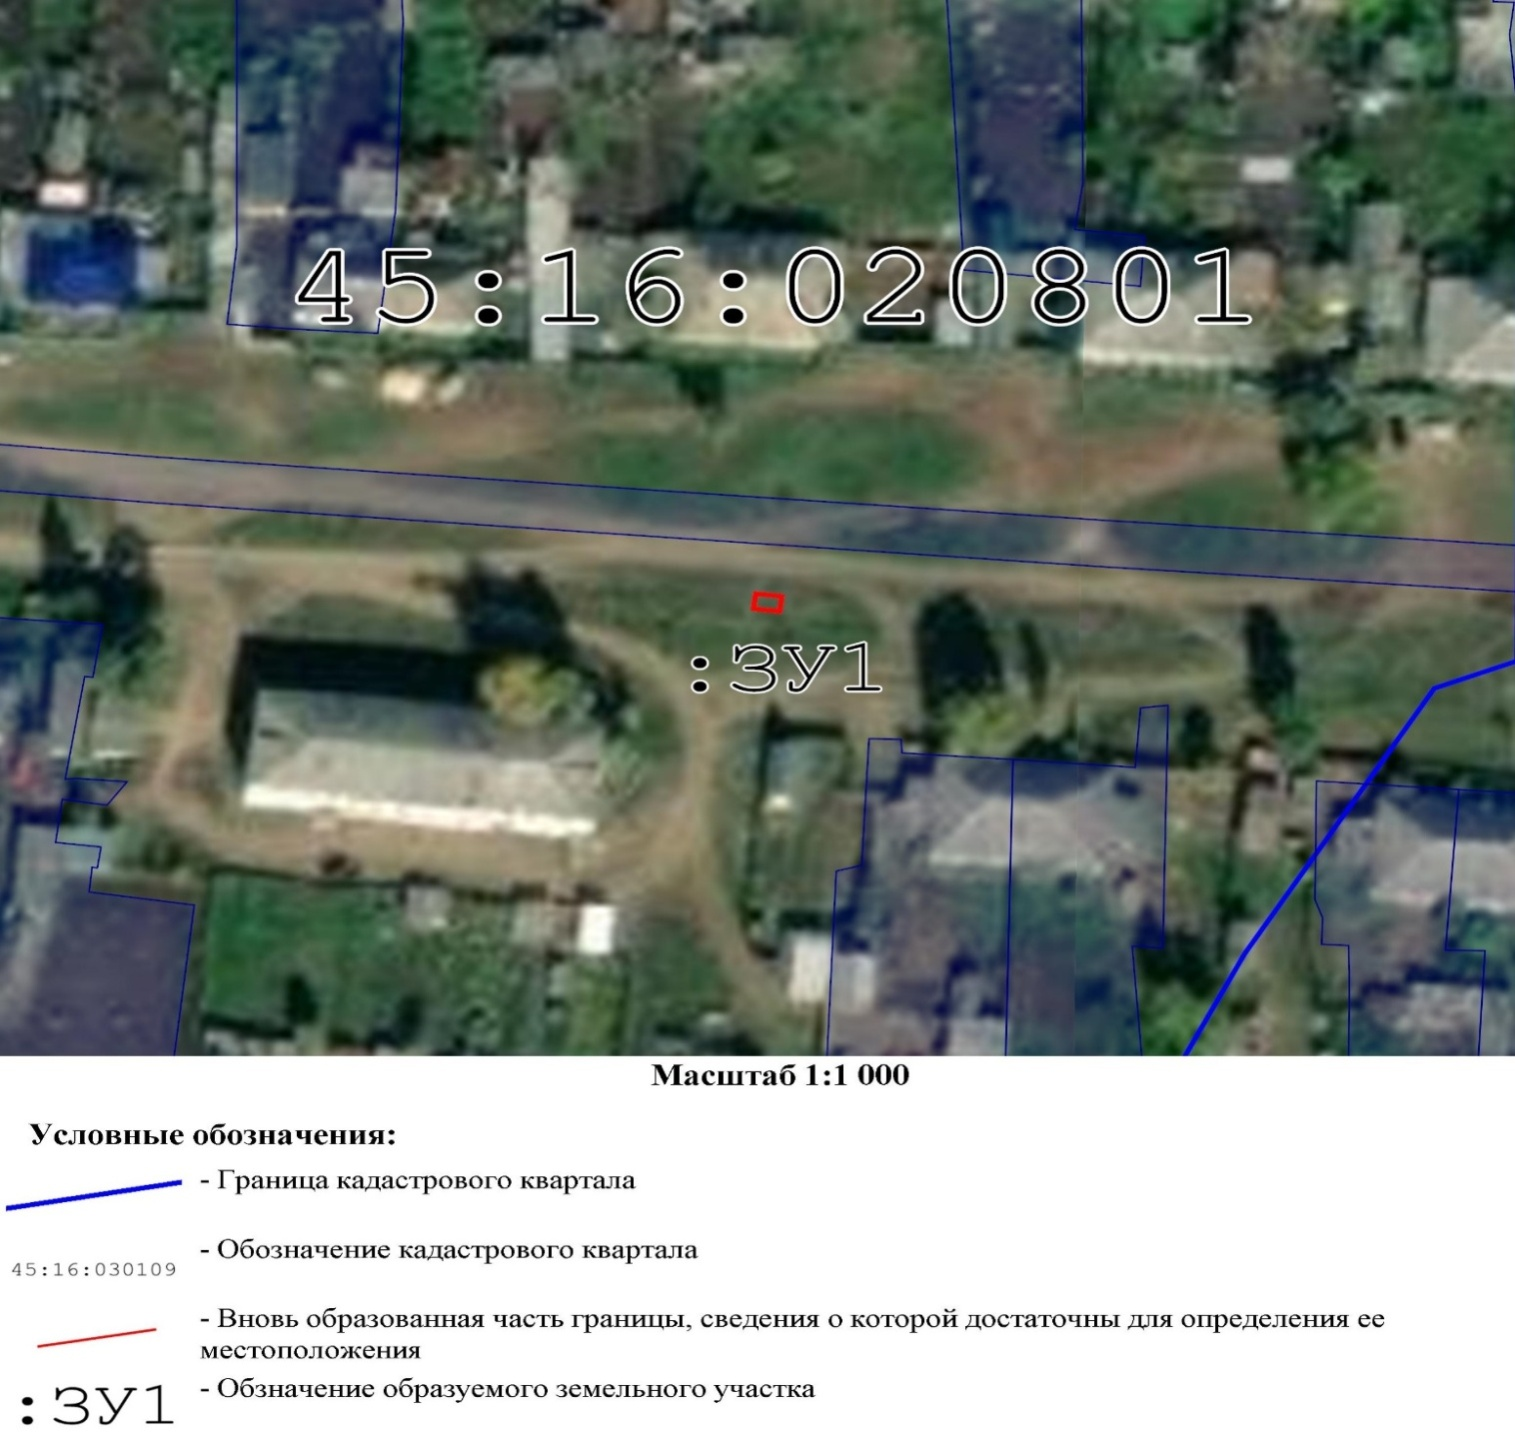 45:16:020801
:ЗУ1
Масштаб 1:1 000
Условные обозначения:
- Граница кадастрового квартала
- Обозначение кадастрового квартала
45:16:030109
- Вновь образованная часть границы, сведения о которой достаточны для определения ее
местоположения
:ЗУ1
- Обзначение образуемого земельного участка